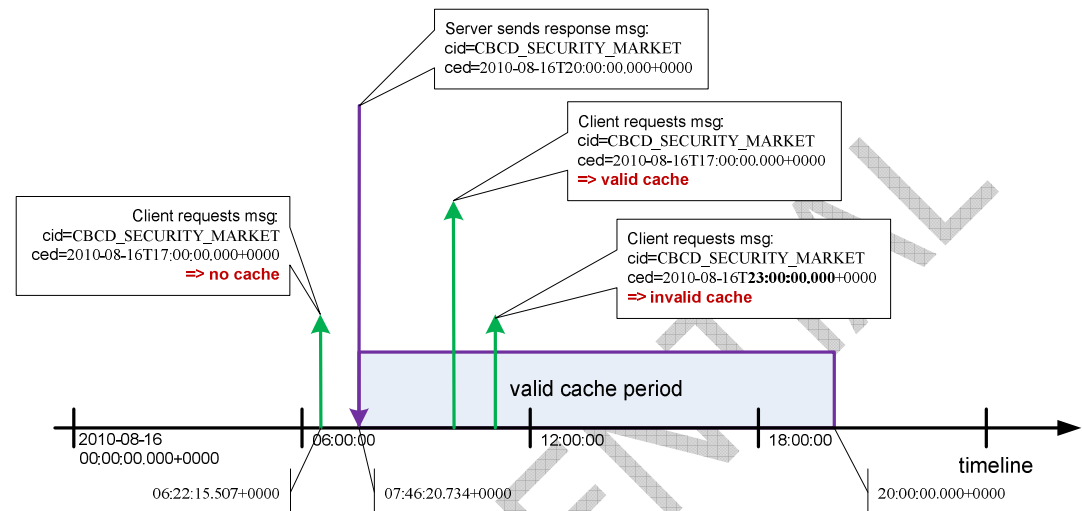 Server sends response msg:
cid=CBCD_SECURITY_MARKET
ced=2010-08-16T20:00:00.000+0000
Client requests msg:
cid=CBCD_SECURITY_MARKET
ced=2010-08-16T17:00:00.000+0000
=> valid cache
Client requests msg:
cid=CBCD_SECURITY_MARKET
ced=2010-08-16T17:00:00.000+0000
=> no cache
Client requests msg:
cid=CBCD_SECURITY_MARKET
ced=2010-08-16T23:00:00.000+0000
=> invalid cache
valid cache period
2010-08-16
00:00:00.000+0000
06:00:00
12:00:00
18:00:00
timeline
06:22:15.507+0000
07:46:20.734+0000
20:00:00.000+0000